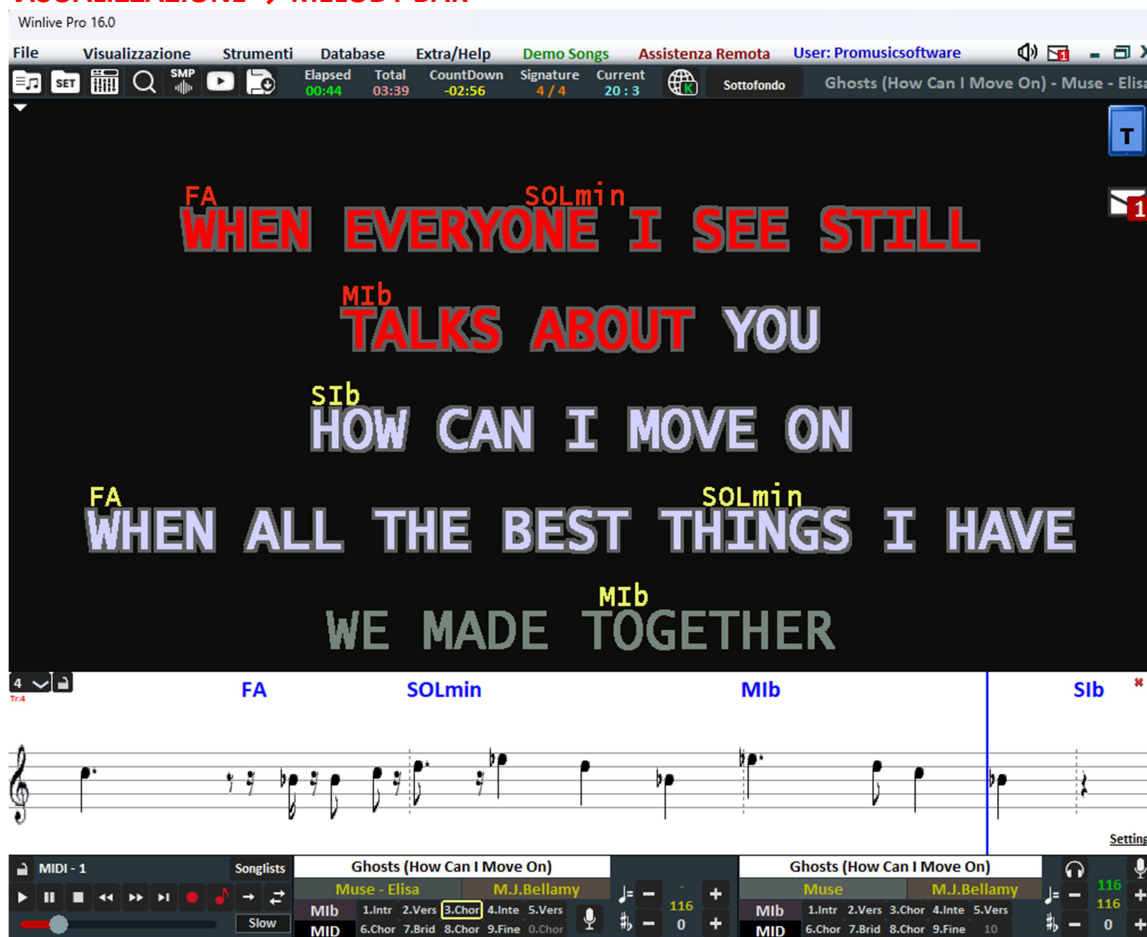 VISUALIZZAZIONE → MELODY BAR
Winlive Pro 16.0
File Visualizzazione Strumenti Database Extra/Help Demo Songs Assistenza Remota User: Promusicsoftware 1
SET SMP Elapsed Total CountDown Signature Current K Sottofondo Ghosts (How Can I Move On) - Muse - Elisa
00:44 03:39 -02:56 4 / 4 20 : 3
T
1
FA SOLmin
WHEN EVERYONE I SEE STILL
MIb
TALKS ABOUT YOU
SIb
HOW CAN I MOVE ON
FA SOLmin
WHEN ALL THE BEST THINGS I HAVE
MIb
WE MADE TOGETHER
4 FA SOLmin MIb SIb
Tr:4
Setting
MIDI - 1 Songlists Ghosts (How Can I Move On) Ghosts (How Can I Move On)
Muse - Elisa M.J.Bellamy - Muse M.J.Bellamy 116
MIb 1.Intr 2.Vers 3.Chor 4.Inte 5.Vers 116 MIb 1.Intr 2.Vers 3.Chor 4.Inte 5.Vers 116
Slow MID 6.Chor 7.Brid 8.Chor 9.Fine 0.Chor 0 MID 6.Chor 7.Brid 8.Chor 9.Fine 10 0